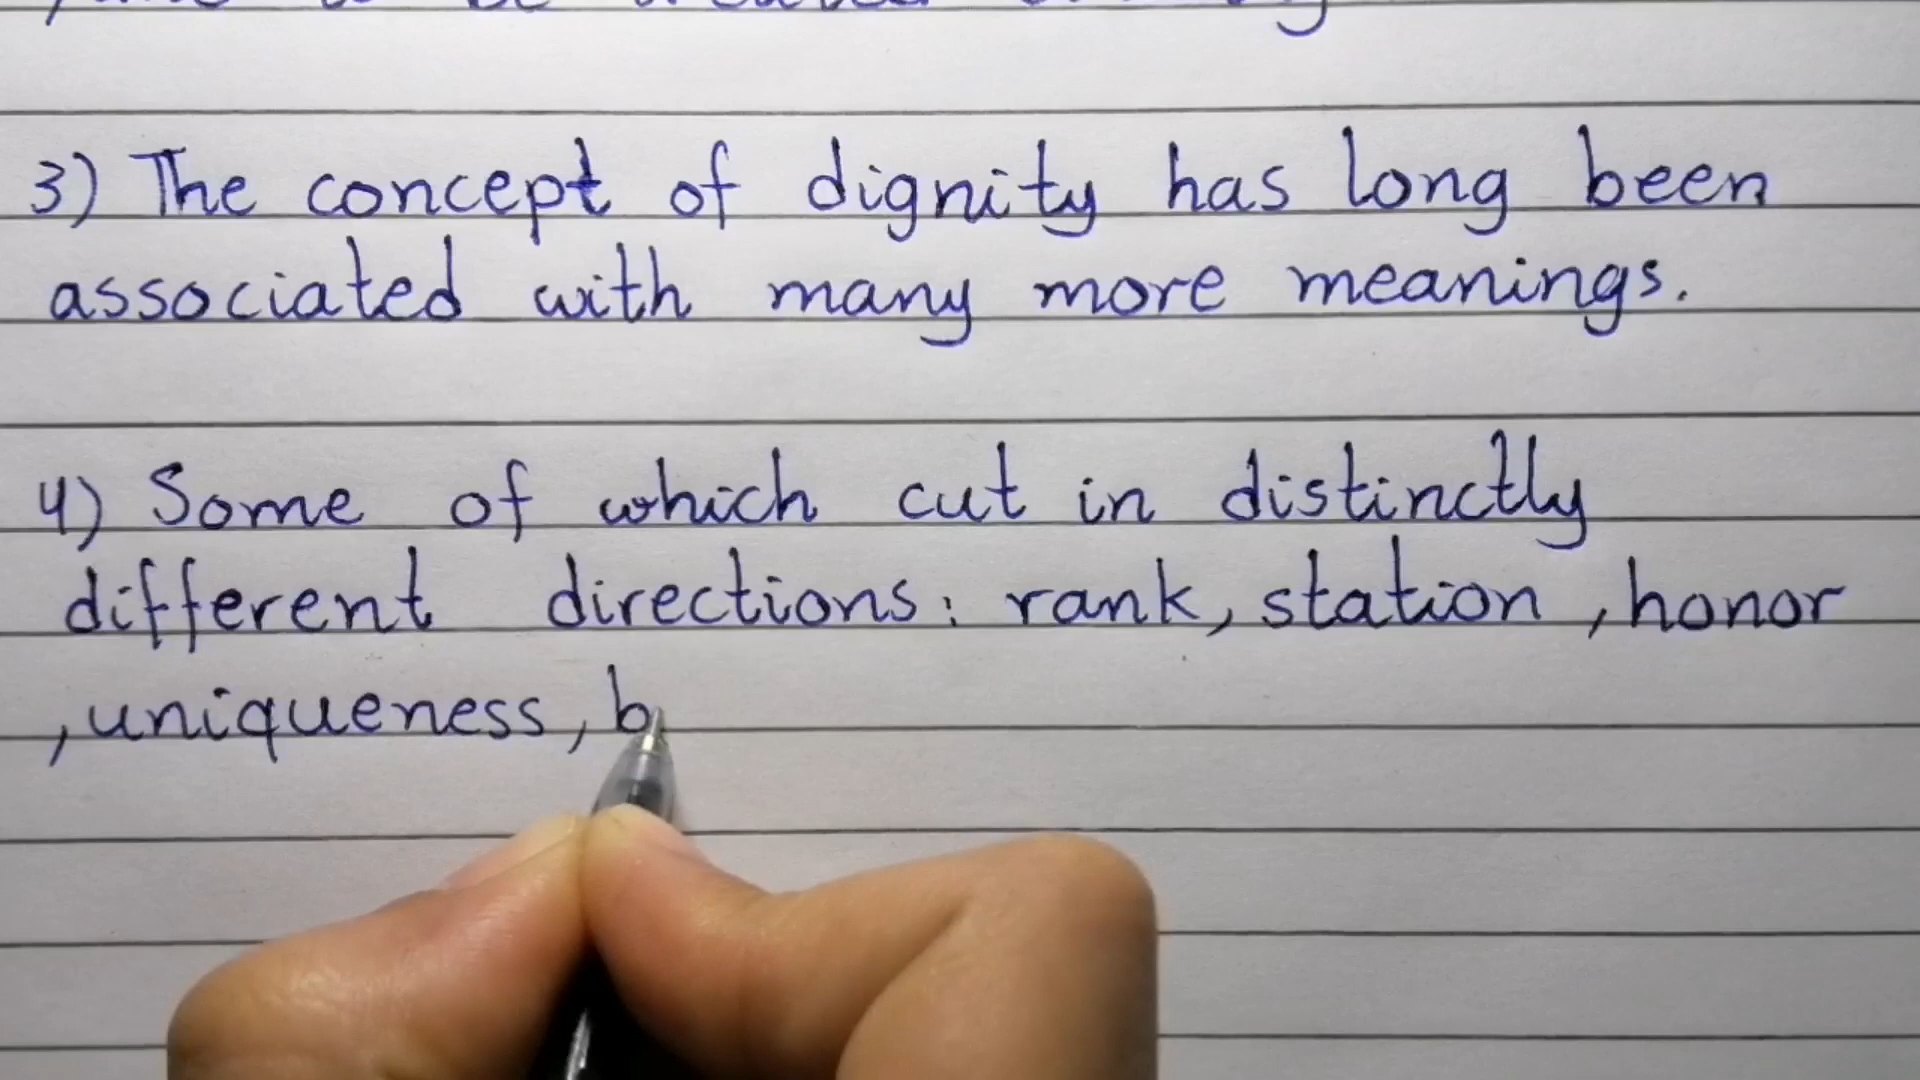 3) The concept of dignity has long been
associated with many more meanings.
4) Some of which cut in distinctly
different directions: rank, station, honor
, uniqueness, b